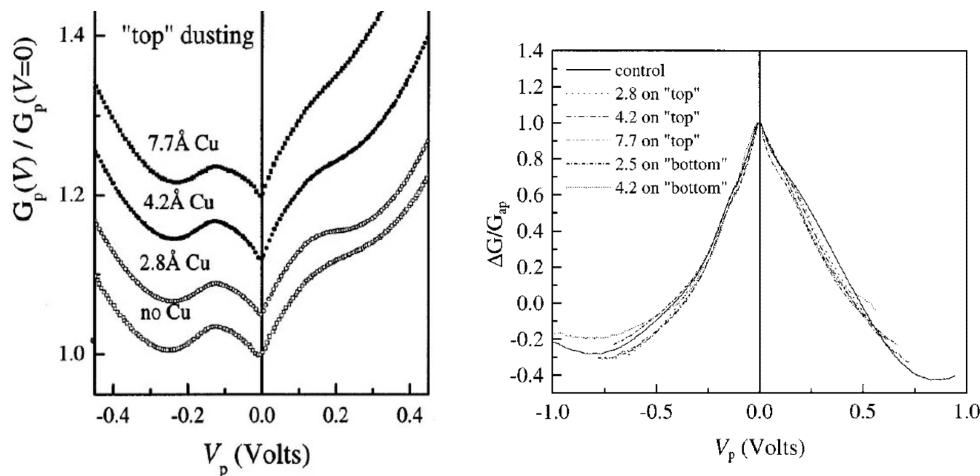 "top" dusting
7.7Å Cu
4.2Å Cu
2.8Å Cu
no Cu
G_p(V) / G_p(V=0)
1.4
1.2
1.0
-0.4
-0.2
0.0
0.2
0.4
V_p (Volts)
control
2.8 on "top"
4.2 on "top"
7.7 on "top"
2.5 on "bottom"
4.2 on "bottom"
ΔG/G_ap
1.4
1.2
1.0
0.8
0.6
0.4
0.2
0.0
-0.2
-0.4
-1.0
-0.5
0.0
0.5
1.0
V_p (Volts)